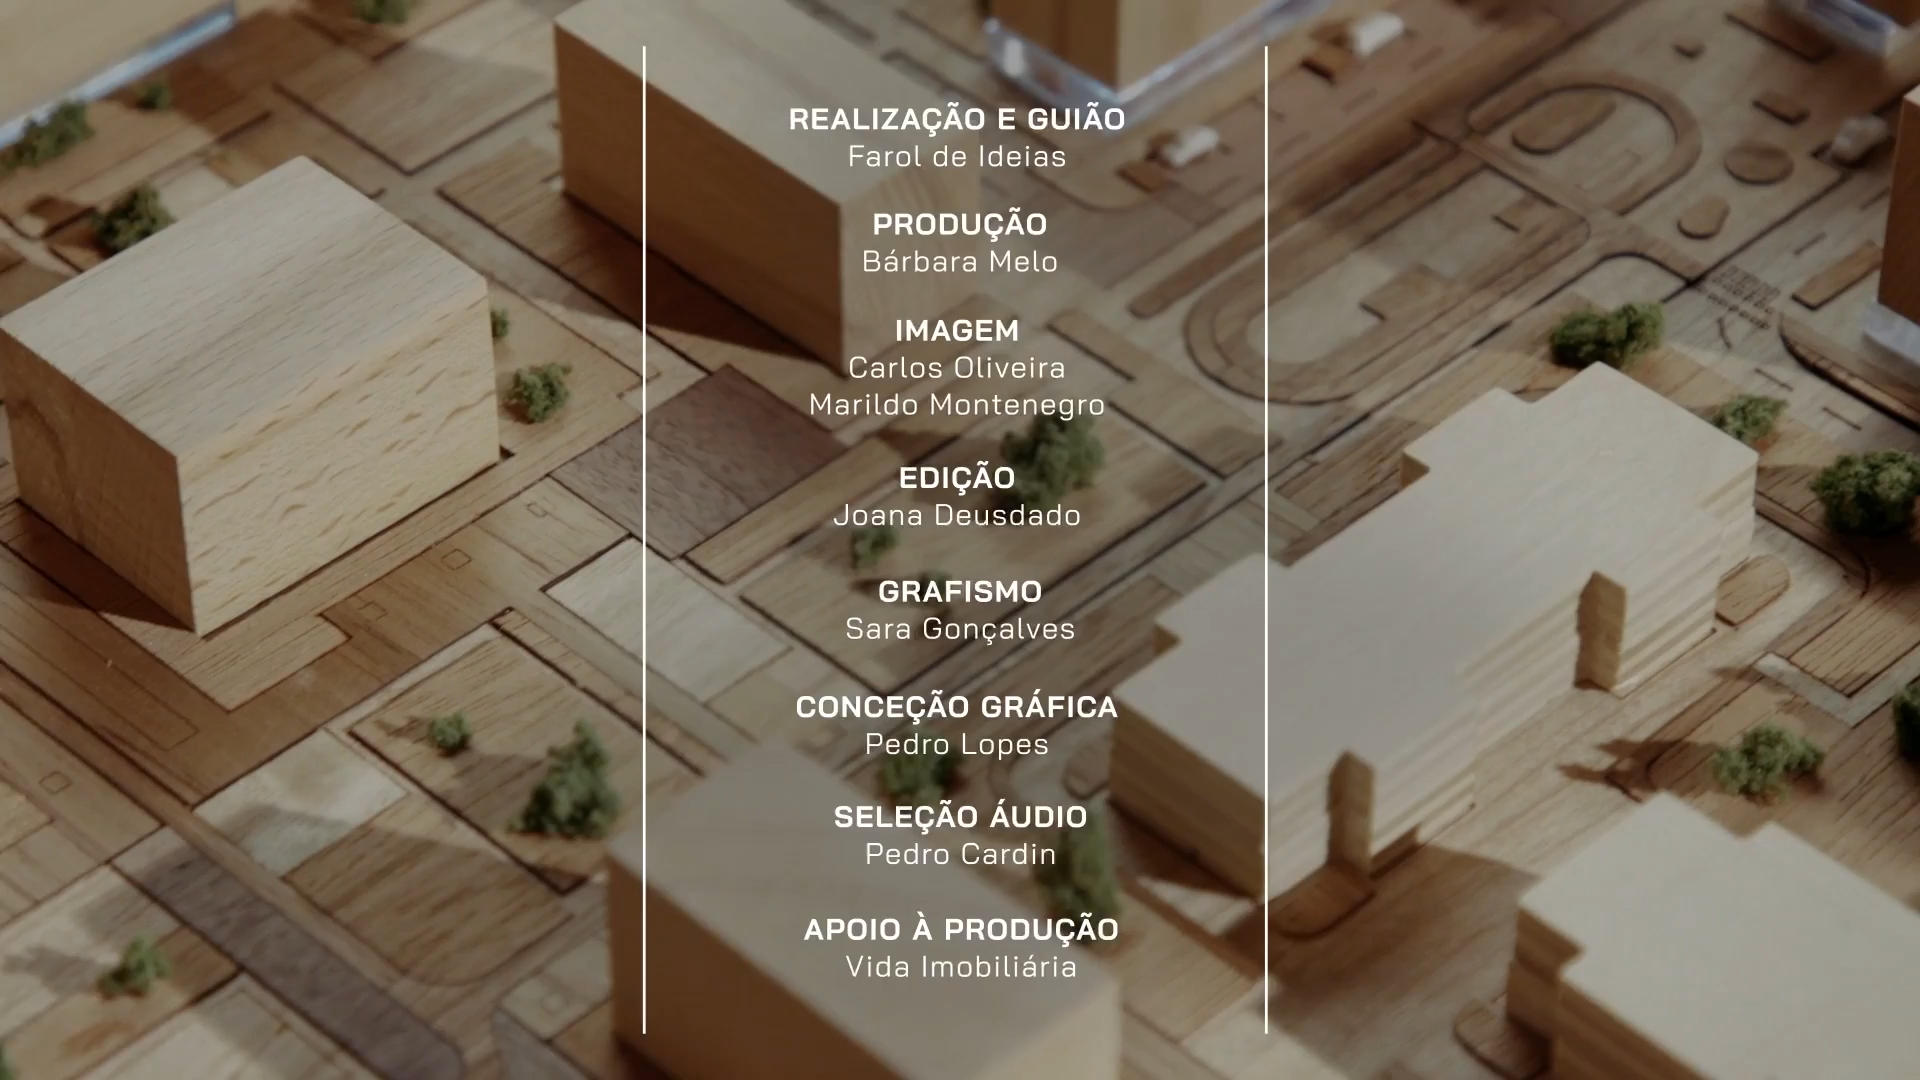 REALIZAÇÃO E GUIÃO
Farol de Ideias
PRODUÇÃO
Bárbara Melo
IMAGEM
Carlos Oliveira
Marildo Montenegro
EDIÇÃO
Joana Deusdado
GRAFISMO
Sara Gonçalves
CONCEÇÃO GRÁFICA
Pedro Lopes
SELEÇÃO ÁUDIO
Pedro Cardin
APOIO À PRODUÇÃO
Vida Imobiliária